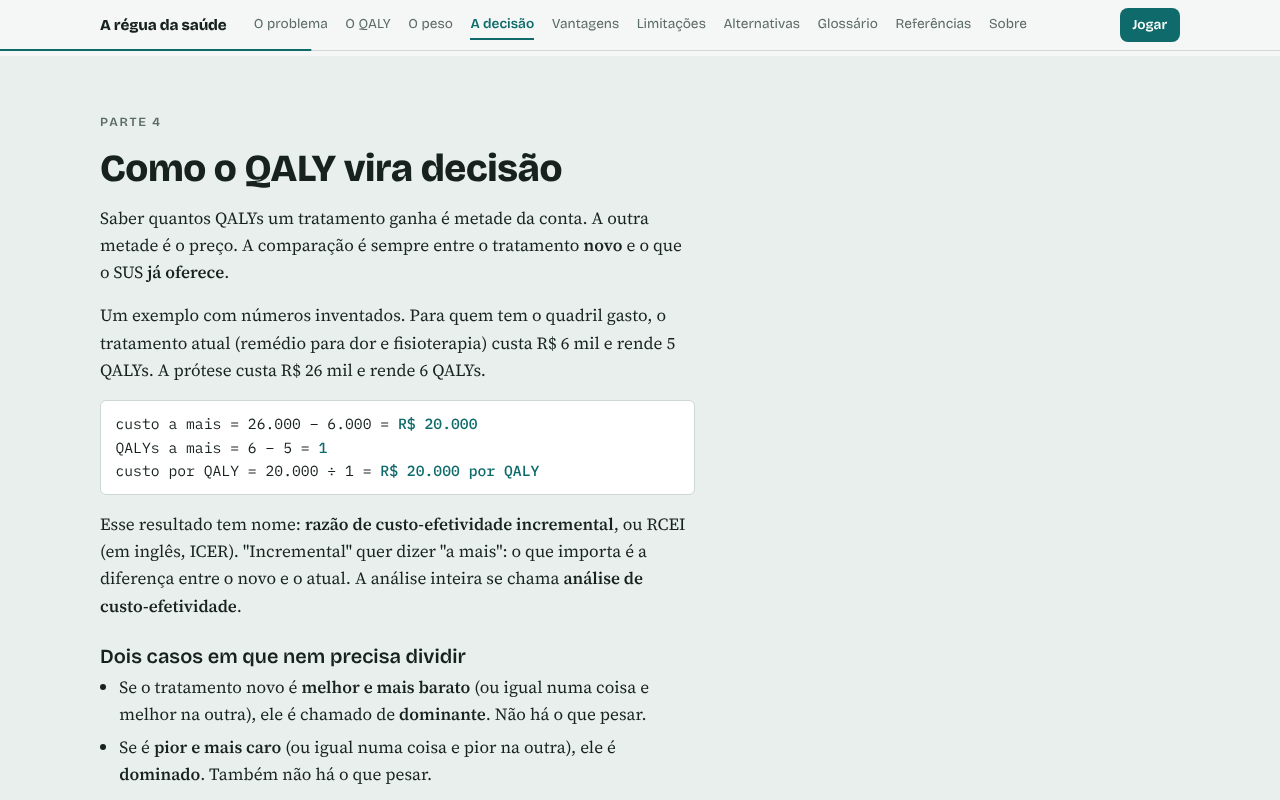 A régua da saúde
O problema
O QALY
O peso
A decisão
Vantagens
Limitações
Alternativas
Glossário
Referências
Sobre
Jogar
PARTE 4
Como o QALY vira decisão
Saber quantos QALYs um tratamento ganha é metade da conta. A outra
metade é o preço. A comparação é sempre entre o tratamento novo e o que
o SUS já oferece.
Um exemplo com números inventados. Para quem tem o quadril gasto, o
tratamento atual (remédio para dor e fisioterapia) custa R$ 6 mil e rende 5
QALYs. A prótese custa R$ 26 mil e rende 6 QALYs.
custo a mais = 26.000 − 6.000 = R$ 20.000
QALYs a mais = 6 − 5 = 1
custo por QALY = 20.000 ÷ 1 = R$ 20.000 por QALY
Esse resultado tem nome: razão de custo-efetividade incremental, ou RCEI
(em inglês, ICER). "Incremental" quer dizer "a mais": o que importa é a
diferença entre o novo e o atual. A análise inteira se chama análise de
custo-efetividade.
Dois casos em que nem precisa dividir
• Se o tratamento novo é melhor e mais barato (ou igual numa coisa e
melhor na outra), ele é chamado de dominante. Não há o que pesar.
• Se é pior e mais caro (ou igual numa coisa e pior na outra), ele é
dominado. Também não há o que pesar.